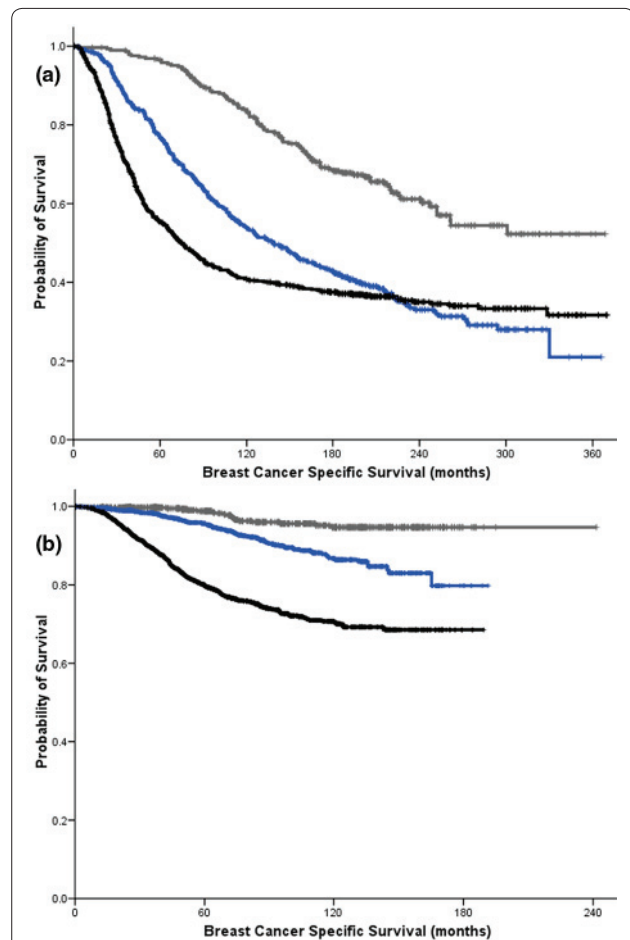 (a)
Probability of Survival
1.0
0.8
0.6
0.4
0.2
0.0
0 60 120 180 240 300 360
Breast Cancer Specific Survival (months)
(b)
Probability of Survival
1.0
0.8
0.6
0.4
0.2
0.0
0 60 120 180 240
Breast Cancer Specific Survival (months)